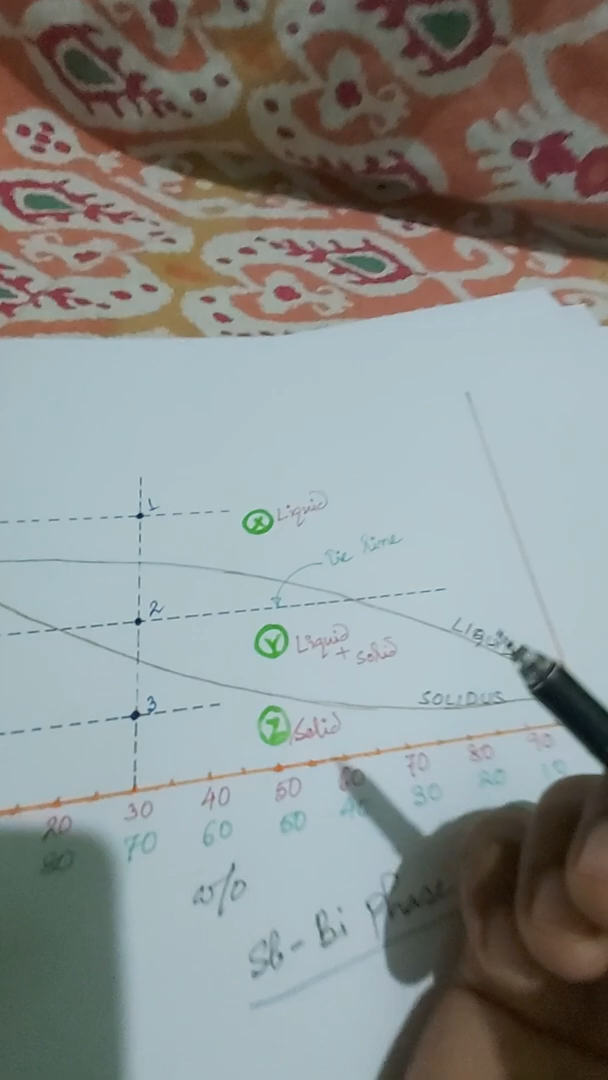 1
X Liquid
Tie line
2
LIQUI
Y Liquid
+ Solid
SOLIDUS
3
Z Solid
20 30 40 50 60 70 80 90
80 70 60 50 40 30 20 10
w/o
Sb-Bi Phase